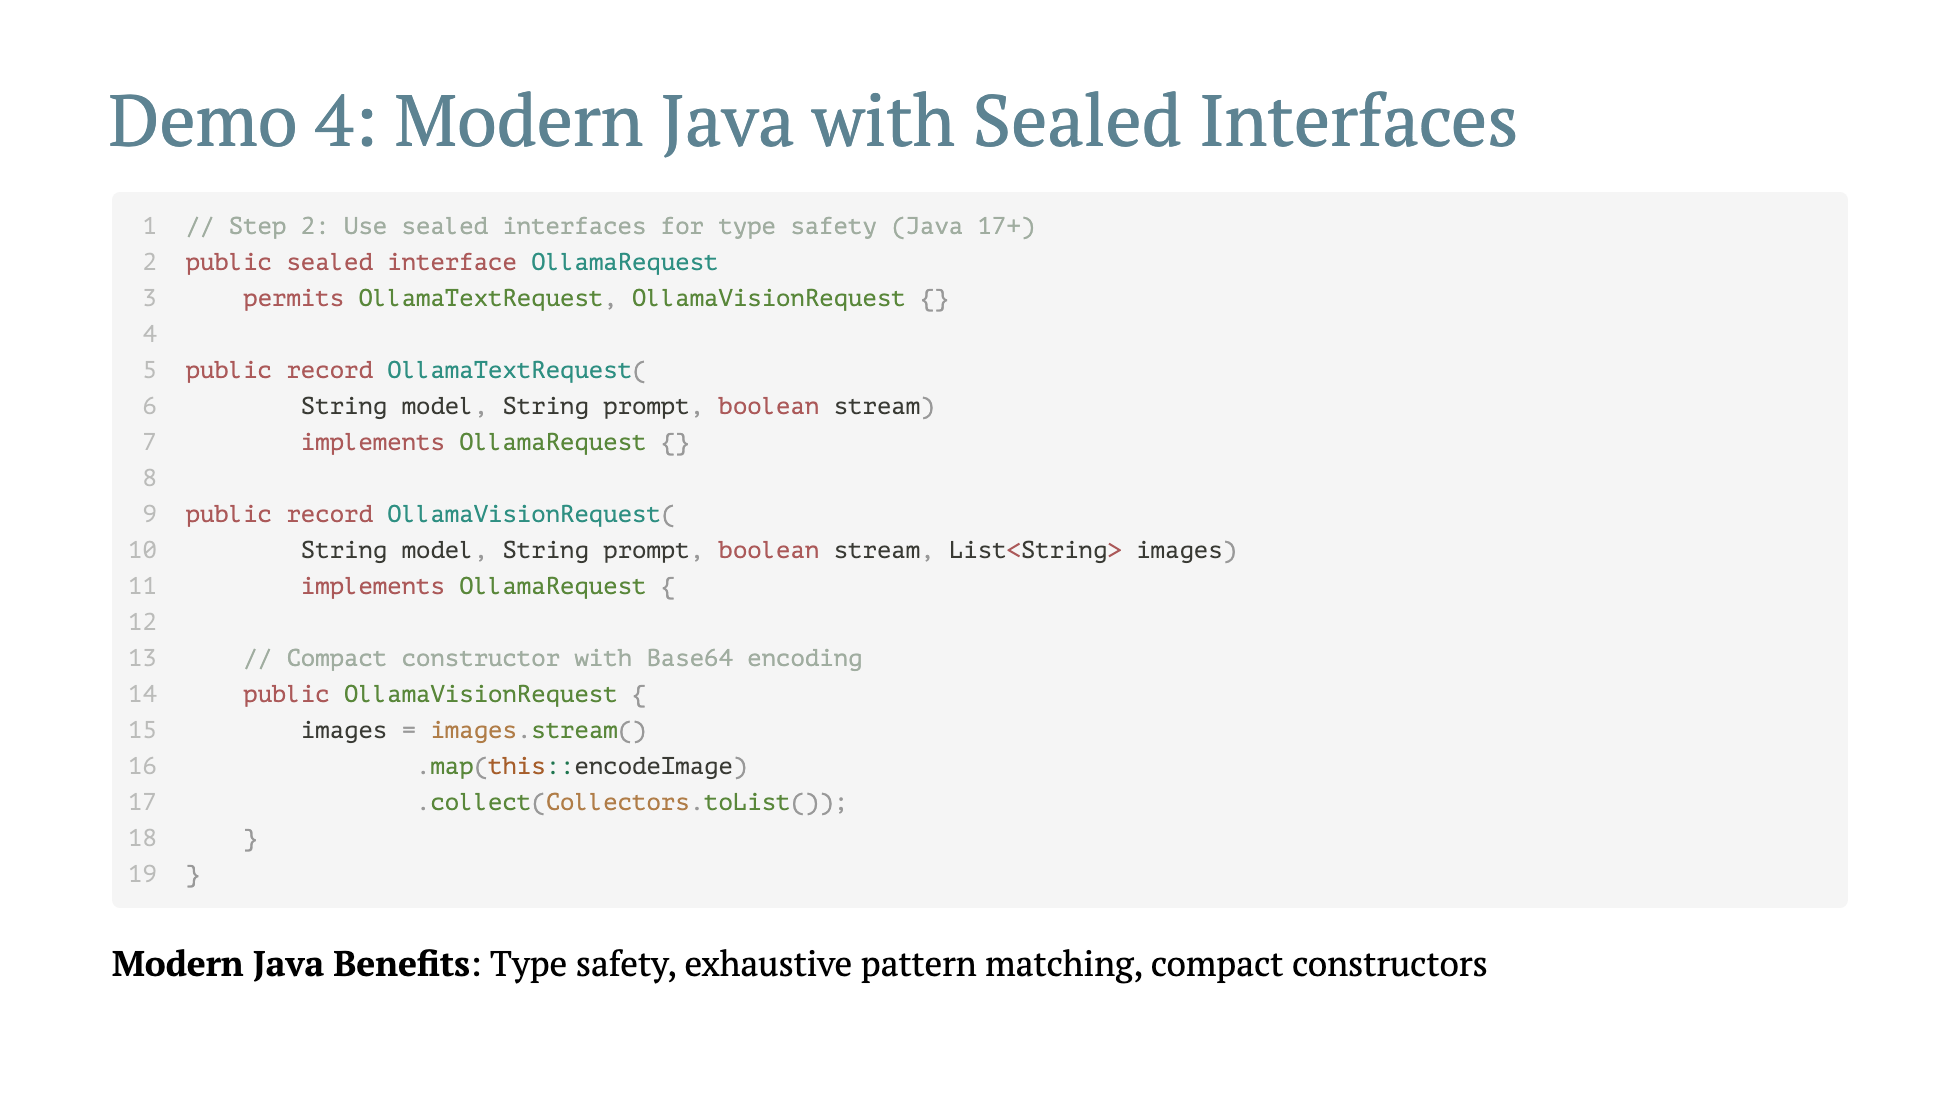 Demo 4: Modern Java with Sealed Interfaces
1 // Step 2: Use sealed interfaces for type safety (Java 17+)
2 public sealed interface OllamaRequest
3     permits OllamaTextRequest, OllamaVisionRequest {}
4
5 public record OllamaTextRequest(
6         String model, String prompt, boolean stream)
7         implements OllamaRequest {}
8
9 public record OllamaVisionRequest(
10         String model, String prompt, boolean stream, List<String> images)
11         implements OllamaRequest {
12
13     // Compact constructor with Base64 encoding
14     public OllamaVisionRequest {
15         images = images.stream()
16                 .map(this::encodeImage)
17                 .collect(Collectors.toList());
18     }
19 }
Modern Java Benefits: Type safety, exhaustive pattern matching, compact constructors